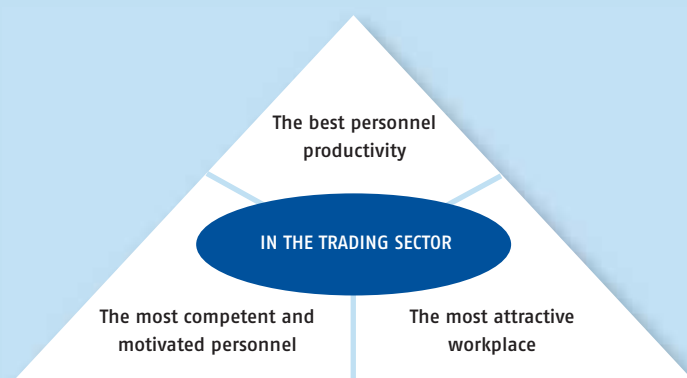 The best personnel
productivity
IN THE TRADING SECTOR
The most competent and
motivated personnel
The most attractive
workplace